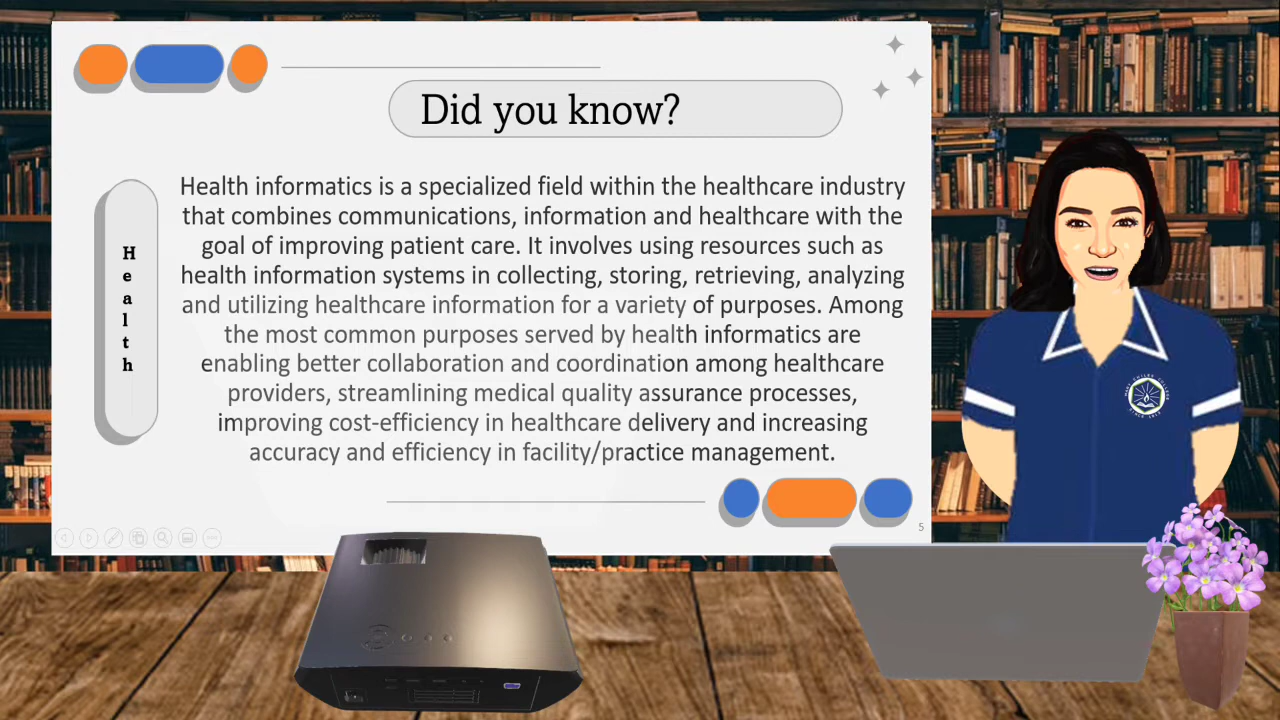 Did you know?
H
e
a
l
t
h
Health informatics is a specialized field within the healthcare industry
that combines communications, information and healthcare with the
goal of improving patient care. It involves using resources such as
health information systems in collecting, storing, retrieving, analyzing
and utilizing healthcare information for a variety of purposes. Among
the most common purposes served by health informatics are
enabling better collaboration and coordination among healthcare
providers, streamlining medical quality assurance processes,
improving cost-efficiency in healthcare delivery and increasing
accuracy and efficiency in facility/practice management.
5